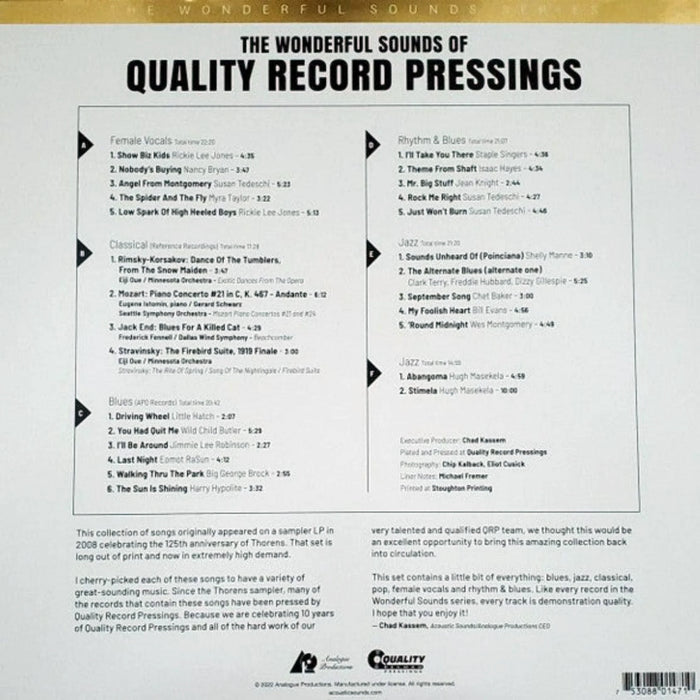 THE WONDERFUL SOUNDS SERIES
THE WONDERFUL SOUNDS OF
QUALITY RECORD PRESSINGS
A
Female Vocals Total time 22:20
1. Show Biz Kids Rickie Lee Jones - 4:35
2. Nobody's Buying Nancy Bryan - 3:47
3. Angel From Montgomery Susan Tedeschi - 5:23
4. The Spider And The Fly Myra Taylor - 3:22
5. Low Spark Of High Heeled Boys Rickie Lee Jones - 5:13
B
Classical (Reference Recordings) Total time 17:28
1. Rimsky-Korsakov: Dance Of The Tumblers,
From The Snow Maiden - 3:47
Eiji Oue / Minnesota Orchestra - Exotic Dances From The Opera
2. Mozart: Piano Concerto #21 in C, K. 467 - Andante - 6:12
Eugene Istomin, piano / Gerard Schwarz
Seattle Symphony Orchestra - Mozart Piano Concertos #21 and #24
3. Jack End: Blues For A Killed Cat - 4:29
Frederick Fennell / Dallas Wind Symphony - Beachcomber
4. Stravinsky: The Firebird Suite, 1919 Finale - 3:00
Eiji Oue / Minnesota Orchestra
Stravinsky: The Rite Of Spring / Song Of The Nightingale / Firebird Suite
C
Blues (APO Records) Total time 20:42
1. Driving Wheel Little Hatch - 2:07
2. You Had Quit Me Wild Child Butler - 5:29
3. I'll Be Around Jimmie Lee Robinson - 2:27
4. Last Night Eomot RaSun - 4:12
5. Walking Thru The Park Big George Brock - 2:55
6. The Sun Is Shining Harry Hypolite - 3:32
D
Rhythm & Blues Total time 21:07
1. I'll Take You There Staple Singers - 4:36
2. Theme From Shaft Isaac Hayes - 4:34
3. Mr. Big Stuff Jean Knight - 2:44
4. Rock Me Right Susan Tedeschi - 4:27
5. Just Won't Burn Susan Tedeschi - 4:46
E
Jazz Total time 21:20
1. Sounds Unheard Of (Poinciana) Shelly Manne - 3:10
2. The Alternate Blues (alternate one)
Clark Terry, Freddie Hubbard, Dizzy Gillespie - 5:25
3. September Song Chet Baker - 3:00
4. My Foolish Heart Bill Evans - 4:56
5. 'Round Midnight Wes Montgomery - 4:49
F
Jazz Total time 14:59
1. Abangoma Hugh Masekela - 4:59
2. Stimela Hugh Masekela - 10:00
Executive Producer: Chad Kassem
Plated and Pressed at Quality Record Pressings
Photography: Chip Kalback, Eliot Cusick
Liner Notes: Michael Fremer
Printed at Stoughton Printing
This collection of songs originally appeared on a sampler LP in
2008 celebrating the 125th anniversary of Thorens. That set is
long out of print and now in extremely high demand.
I cherry-picked each of these songs to have a variety of
great-sounding music. Since the Thorens sampler, many of
the records that contain these songs have been pressed by
Quality Record Pressings. Because we are celebrating 10 years
of Quality Record Pressings and all of the hard work of our
very talented and qualified QRP team, we thought this would be
an excellent opportunity to bring this amazing collection back
into circulation.
This set contains a little bit of everything: blues, jazz, classical,
pop, female vocals and rhythm & blues. Like every record in the
Wonderful Sounds series, every track is demonstration quality.
I hope that you enjoy it!
– Chad Kassem, Acoustic Sounds/Analogue Productions CEO
Analogue
Productions
QUALITY
RECORD
PRESSINGS
© 2022 Analogue Productions. Manufactured under license. All rights reserved.
acousticsounds.com
7 53088 01471